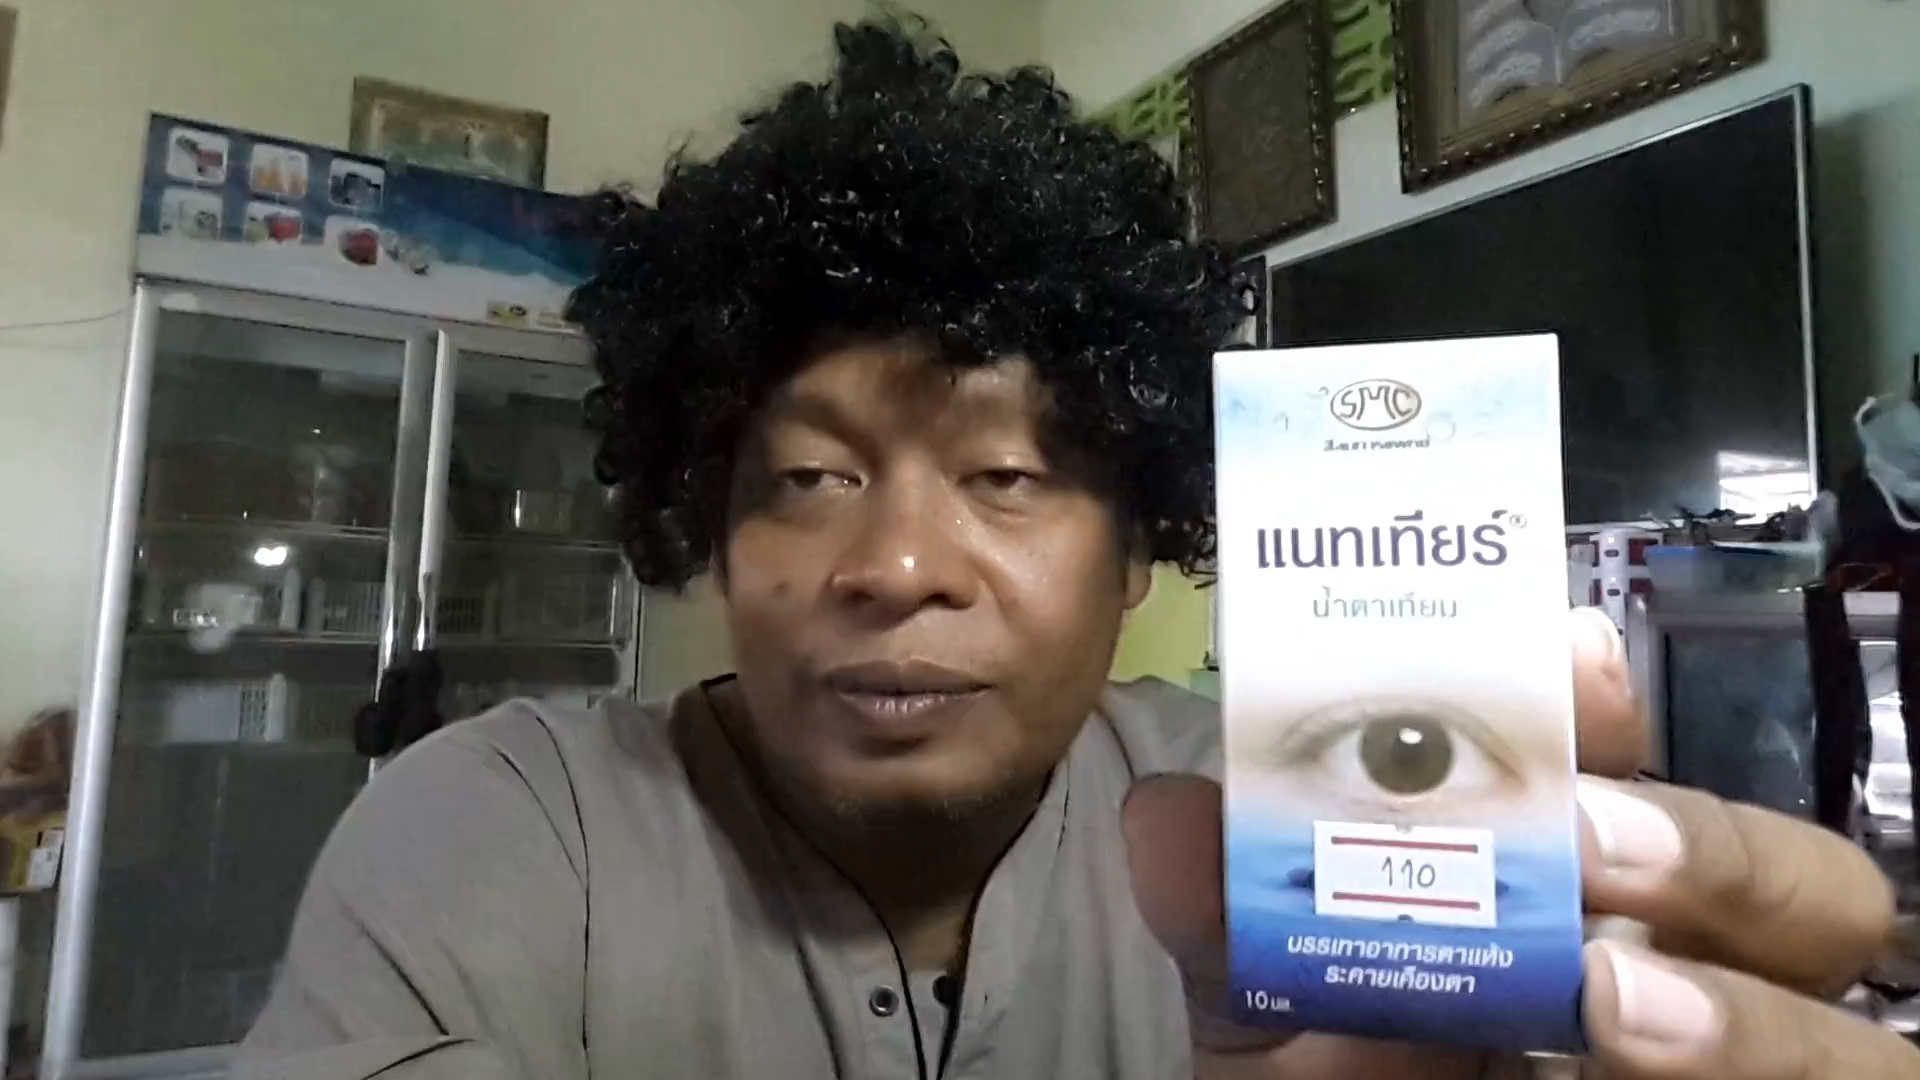 SMC
แนทเทียร์®
น้ำตาเทียม
110
บรรเทาอาการตาแห้ง
ระคายเคืองตา
10 มล.